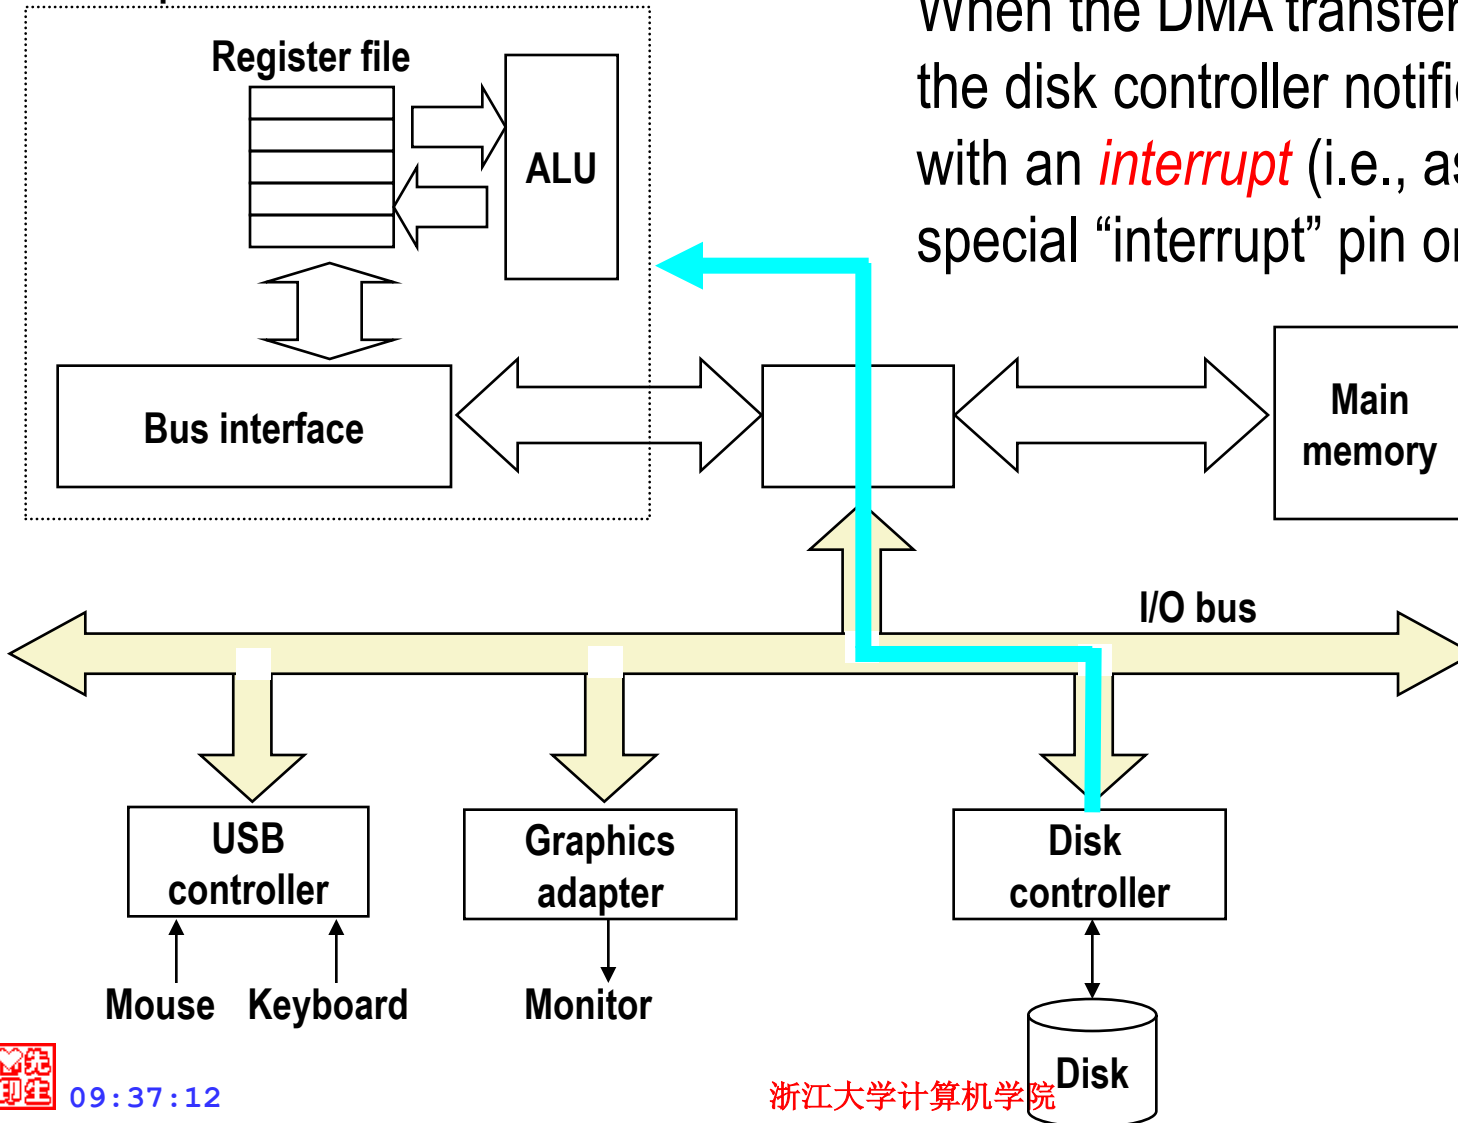 When the DMA transfer
the disk controller
with an interrupt (i.e.,
special “interrupt” pin
Register file
ALU
Bus interface
Main
memory
I/O bus
USB
controller
Graphics
adapter
Disk
controller
Mouse
Keyboard
Monitor
Disk
09:37:12
浙江大学计算机学院